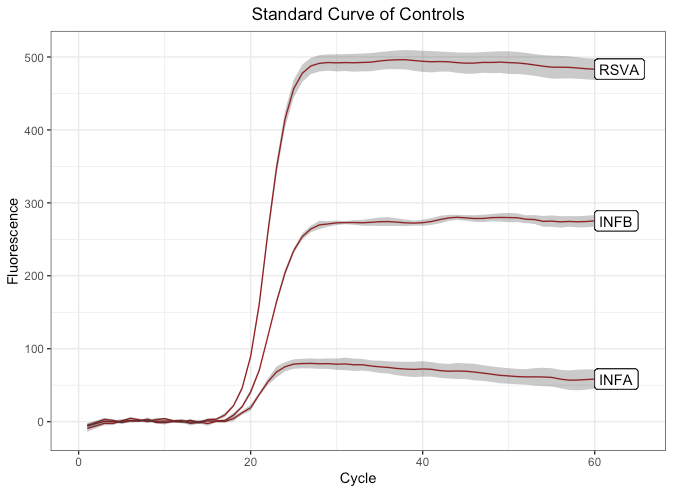 Standard Curve of Controls
Fluorescence
500
400
300
200
100
0
RSVA
INFB
INFA
0 20 40 60
Cycle